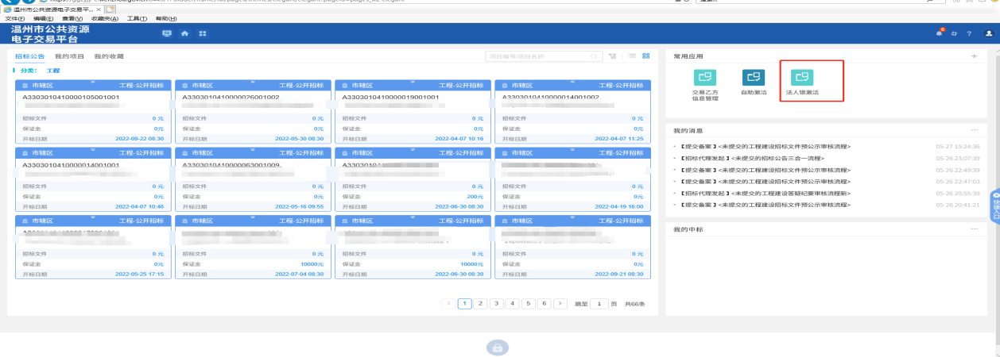 温州市公共资源电子交易平... ×
文件(F) 编辑(E) 查看(V) 收藏夹(A) 工具(T) 帮助(H)
温州市公共资源
电子交易平台
6
?
招标公告 我的项目 我的收藏
项目编号/项目名称
分类: 工程
市辖区 工程-公开招标 市辖区 工程-公开招标 市辖区 工程-公开招标 市辖区 工程-公开招标
A3303010410000105001001 A3303010410000026001002 A3303010410000019001001 A3303010410000014001002
招标文件 0元 招标文件 0元 招标文件 0元 招标文件 0元
保证金 0元 保证金 0元 保证金 0元 保证金 0元
开标日期 2022-09-22 08:30 开标日期 2022-05-30 08:30 开标日期 2022-04-07 10:16 开标日期 2022-04-07 11:25
市辖区 工程-公开招标 市辖区 工程-公开招标 市辖区 工程-公开招标 市辖区 工程-公开招标
A3303010410000014001001 A3303010410000063001009
招标文件 0元 招标文件 0元 招标文件 0元 招标文件 0元
保证金 0元 保证金 0元 保证金 200元 保证金 0元
开标日期 2022-04-07 10:46 开标日期 2022-05-16 09:55 开标日期 2022-06-30 08:30 开标日期 2022-04-19 16:00
市辖区 工程-公开招标 市辖区 工程-公开招标 市辖区 工程-公开招标 市辖区 工程-公开招标
招标文件 0元 招标文件 0元 招标文件 0元 招标文件 0元
保证金 0元 保证金 10000元 保证金 10000元 保证金 0元
开标日期 2022-05-25 17:15 开标日期 2022-07-04 08:30 开标日期 2022-06-30 08:30 开标日期 2022-09-21 08:30
< 1 2 3 4 5 6 > 跳至 1 页 共66条
常用应用 +
交易乙方
信息管理
自助激活
法人锁激活
我的消息 ...
【提交备案】<未提交的工程建设招标文件预公示审核流程> 05-27 15:24:36
【招标代理发起】<未提交的招标公告三合一流程> 05-26 23:07:39
【提交备案】<未提交的工程建设招标文件预公示审核流程> 05-26 22:49:39
【提交备案】<未提交的工程建设招标文件预公示审核流程> 05-26 22:47:03
【招标代理发起】<未提交的工程建设答疑纪要审核流程新> 05-26 20:55:39
【提交备案】<未提交的工程建设招标文件预公示审核流程> 05-26 20:41:21
我的中标 ...
快捷入口